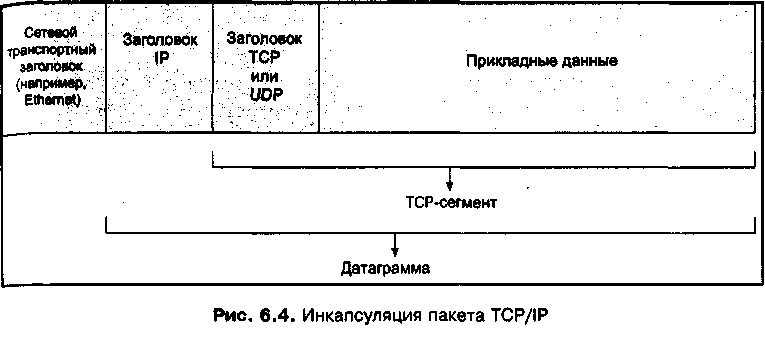 Сетевой
транспортный
заголовок
(например,
Ethernet)
Заголовок
IP
Заголовок
TCP
или
UDP
Прикладные данные
TCP-сегмент
Датаграмма
Рис. 6.4. Инкапсуляция пакета TCP/IP